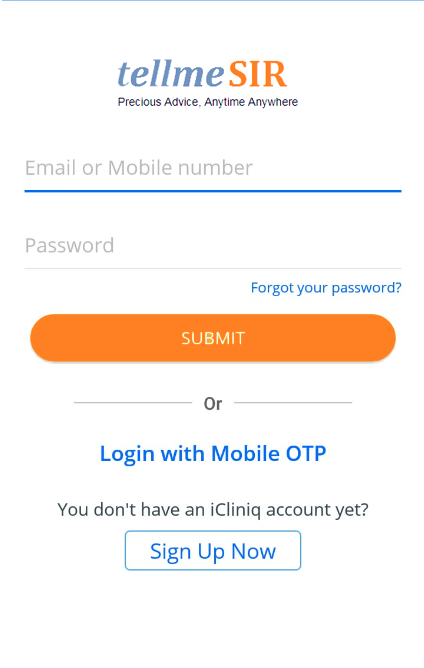 tellmeSIR
Precious Advice, Anytime Anywhere
Email or Mobile number
Password
Forgot your password?
SUBMIT
Or
Login with Mobile OTP
You don't have an iCliniq account yet?
Sign Up Now